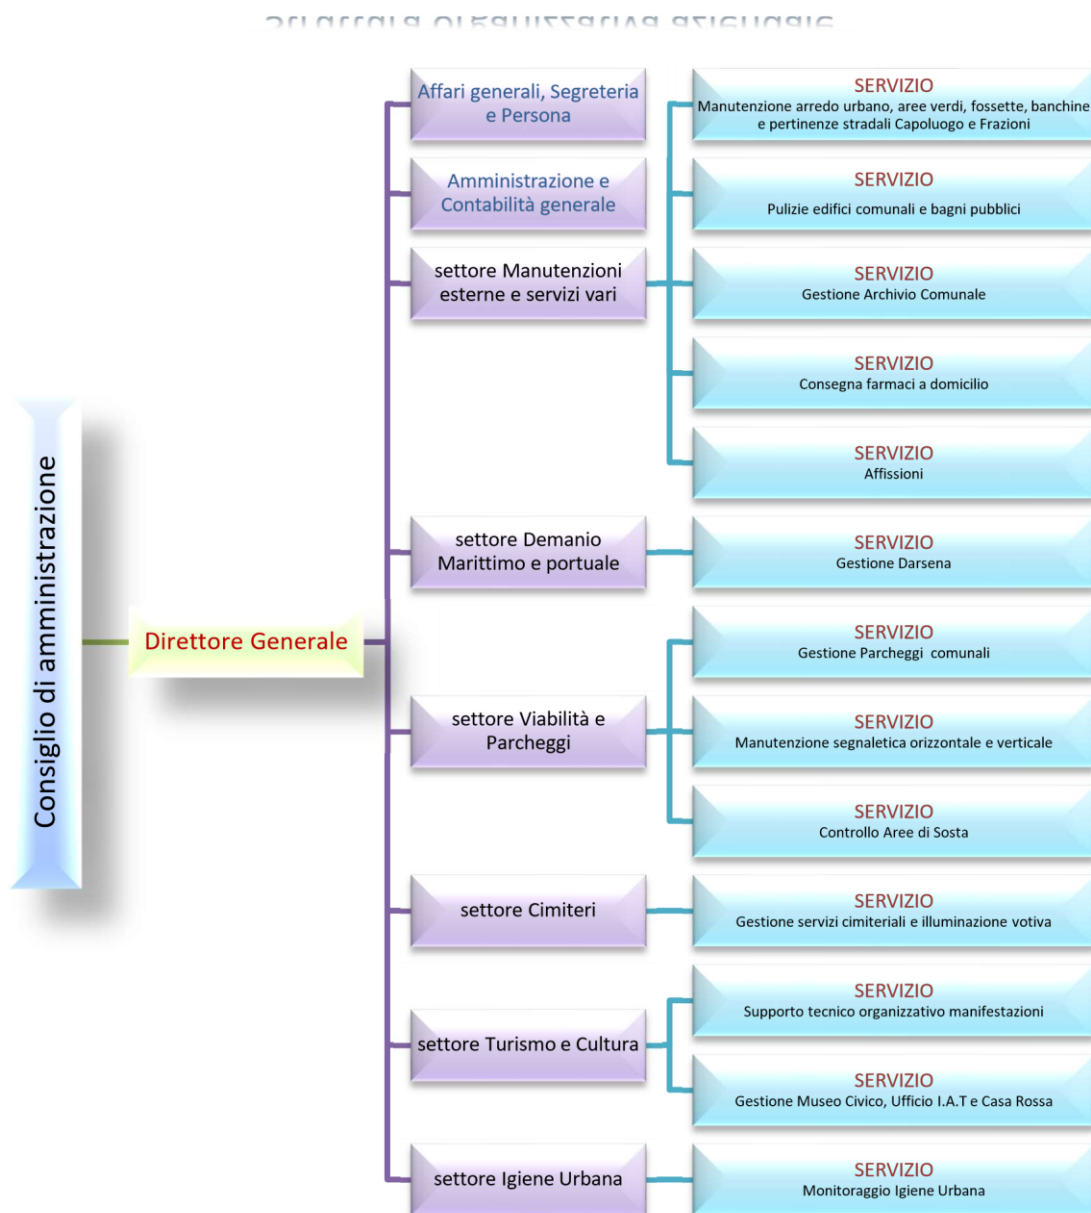 Struttura organizzativa aziendale
Affari generali, Segreteria
e Persona
Amministrazione e
Contabilità generale
settore Manutenzioni
esterne e servizi vari
SERVIZIO
Manutenzione arredo urbano, aree verdi, fossette, banchine
e pertinenze stradali Capoluogo e Frazioni
SERVIZIO
Pulizie edifici comunali e bagni pubblici
SERVIZIO
Gestione Archivio Comunale
SERVIZIO
Consegna farmaci a domicilio
SERVIZIO
Affissioni
Consiglio di amministrazione
Direttore Generale
settore Demanio
Marittimo e portuale
SERVIZIO
Gestione Darsena
settore Viabilità e
Parcheggi
SERVIZIO
Gestione Parcheggi comunali
SERVIZIO
Manutenzione segnaletica orizzontale e verticale
SERVIZIO
Controllo Aree di Sosta
settore Cimiteri
SERVIZIO
Gestione servizi cimiteriali e illuminazione votiva
settore Turismo e Cultura
SERVIZIO
Supporto tecnico organizzativo manifestazioni
SERVIZIO
Gestione Museo Civico, Ufficio I.A.T e Casa Rossa
settore Igiene Urbana
SERVIZIO
Monitoraggio Igiene Urbana